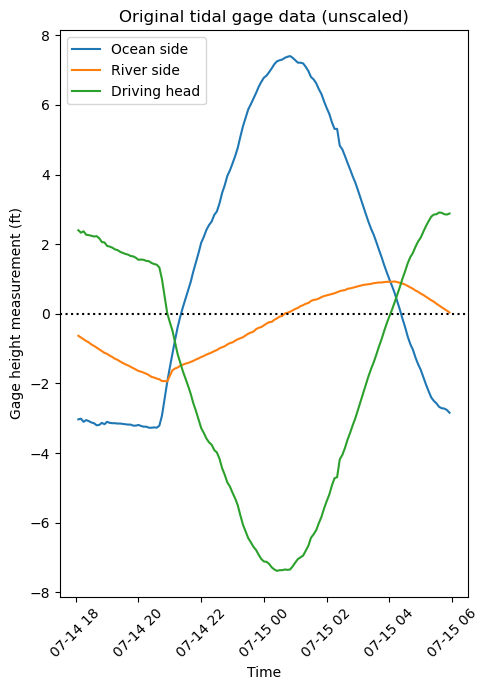 Original tidal gage data (unscaled)
Ocean side
River side
Driving head
Gage height measurement (ft)
8
6
4
2
0
−2
−4
−6
−8
07-14 18
07-14 20
07-14 22
07-15 00
07-15 02
07-15 04
07-15 06
Time